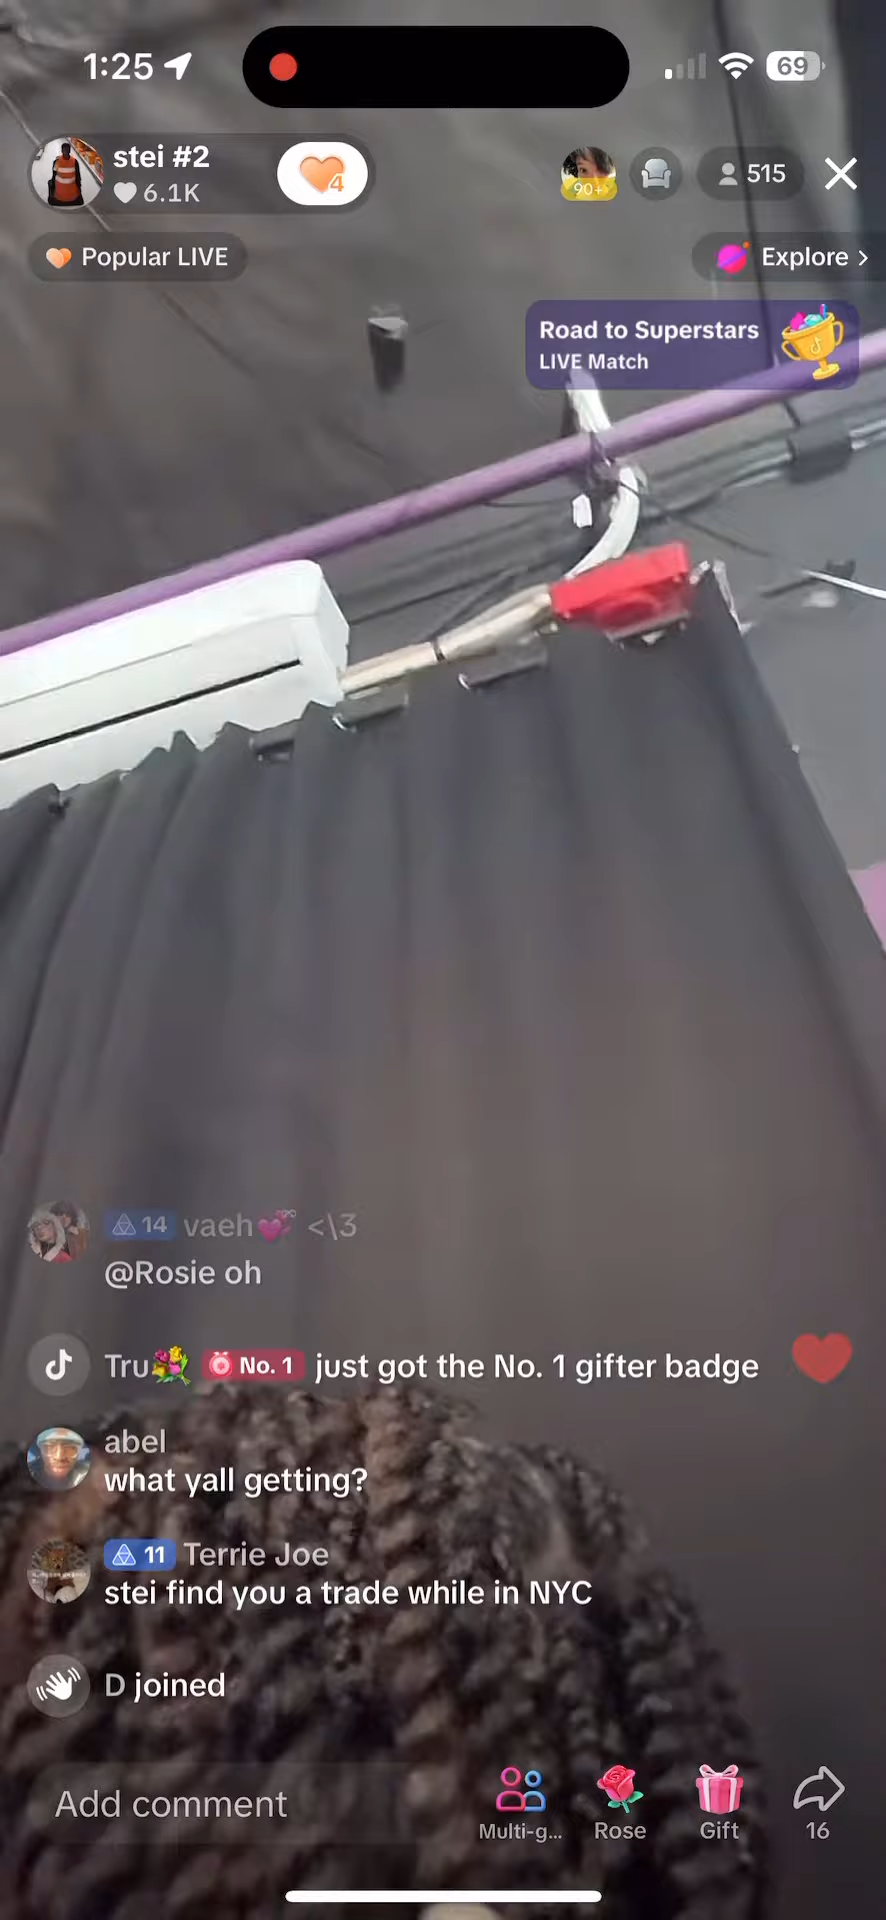 1:25
69
stei #2
6.1K
4
90+
515
Popular LIVE
Explore
Road to Superstars
LIVE Match
14 vaeh💞 <\3
@Rosie oh
Tru💐 No. 1 just got the No. 1 gifter badge
abel
what yall getting?
11 Terrie Joe
stei find you a trade while in NYC
D joined
Add comment
Multi-g...
Rose
Gift
16